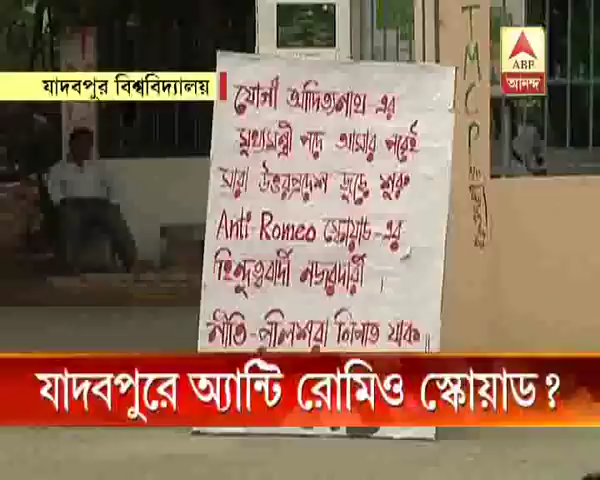 যাদবপুর বিশ্ববিদ্যালয়
ABP
আনন্দ
TMCP
যোগী আদিত্যনাথ-এর
মুখ্যমন্ত্রী পদে আসার পরেই
সারা উত্তরপ্রদেশ জুড়ে শুরু
Anti Romeo স্কোয়াড-এর
হিন্দুত্ববাদী নজরদারী ।
নীতি-পুলিশরা নিপাত যাক ॥
যাদবপুরে অ্যান্টি রোমিও স্কোয়াড?